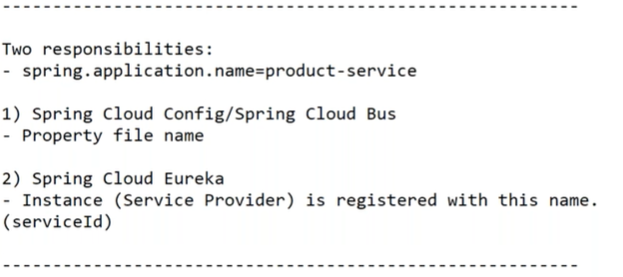 --------------------------------------------------------
Two responsibilities:
- spring.application.name=product-service
1) Spring Cloud Config/Spring Cloud Bus
- Property file name
2) Spring Cloud Eureka
- Instance (Service Provider) is registered with this name.
(serviceId)
--------------------------------------------------------